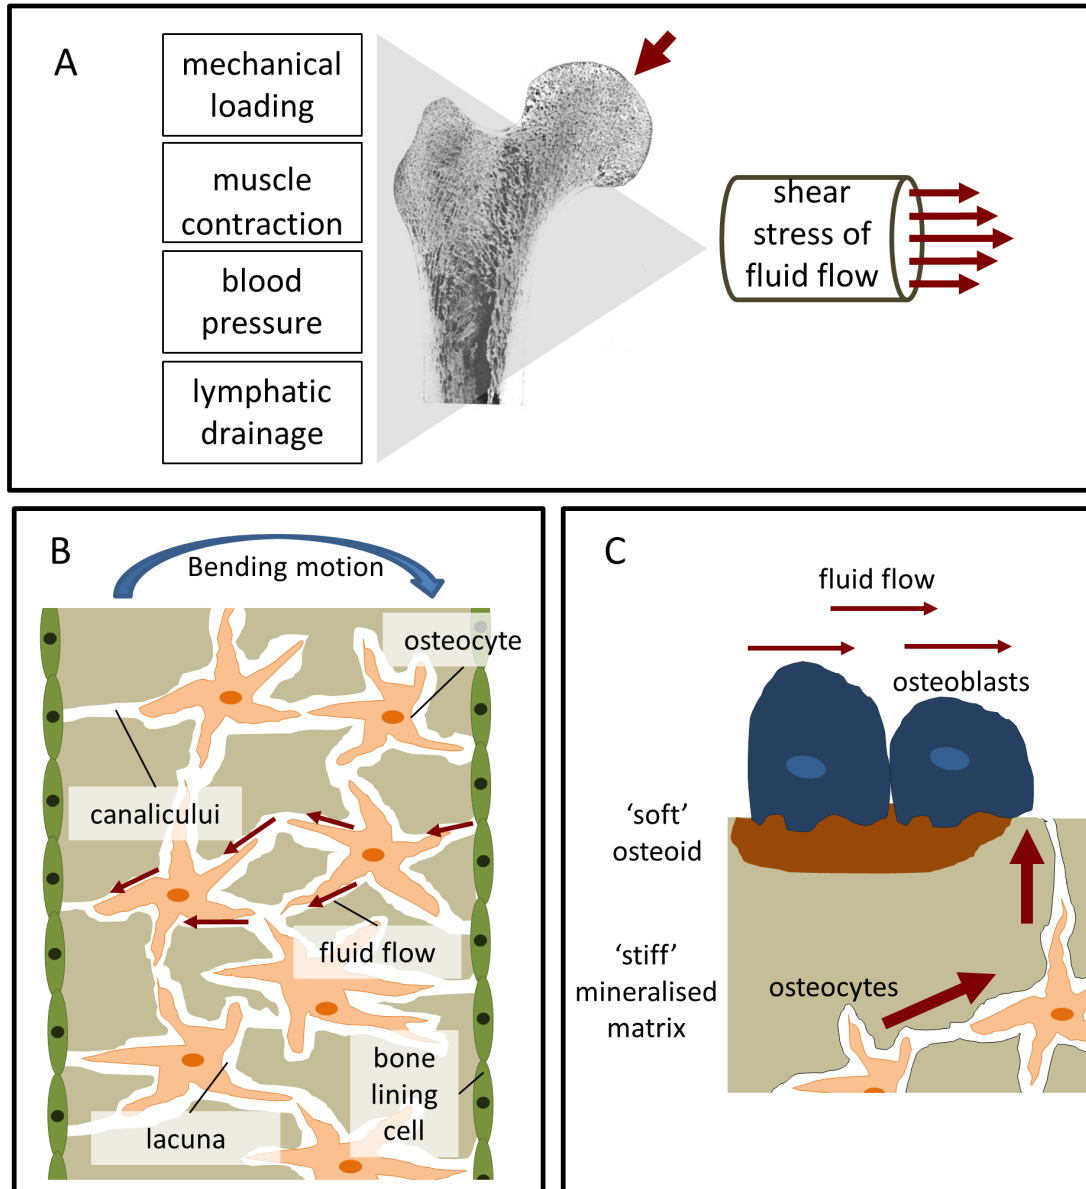 A
mechanical
loading
muscle
contraction
blood
pressure
lymphatic
drainage
shear
stress of
fluid flow
B
Bending motion
osteocyte
canalicului
fluid flow
bone
lining
cell
lacuna
C
fluid flow
osteoblasts
‘soft’
osteoid
‘stiff’
mineralised
matrix
osteocytes